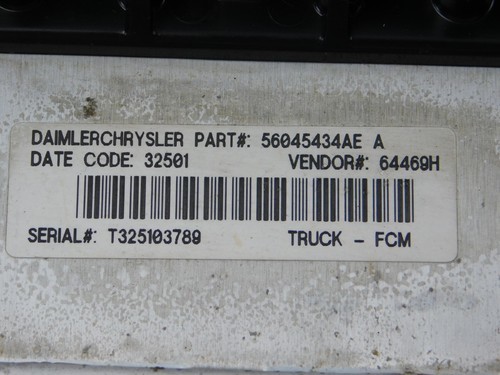 DAIMLERCHRYSLER PART#: 56045434AE A
DATE CODE: 32501 VENDOR#: 64469H
SERIAL#: T325103789 TRUCK - FCM